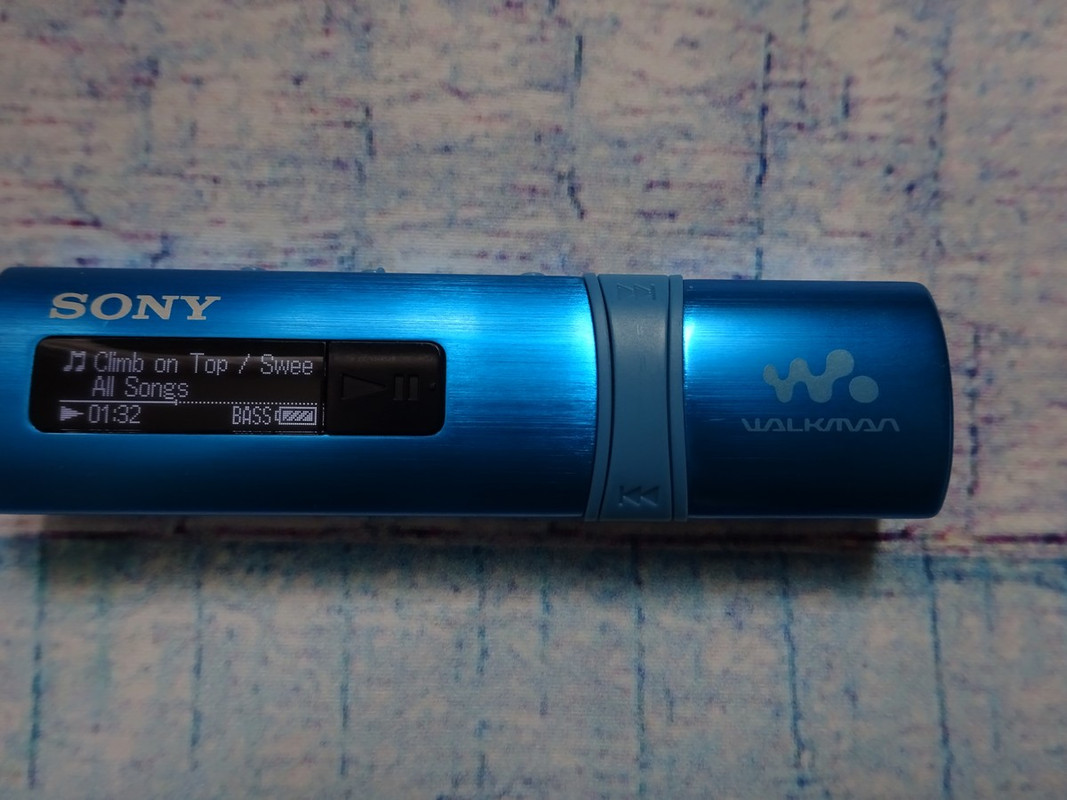 SONY
Climb on Top / Swee
All Songs
01:32 BASS
WALKMAN